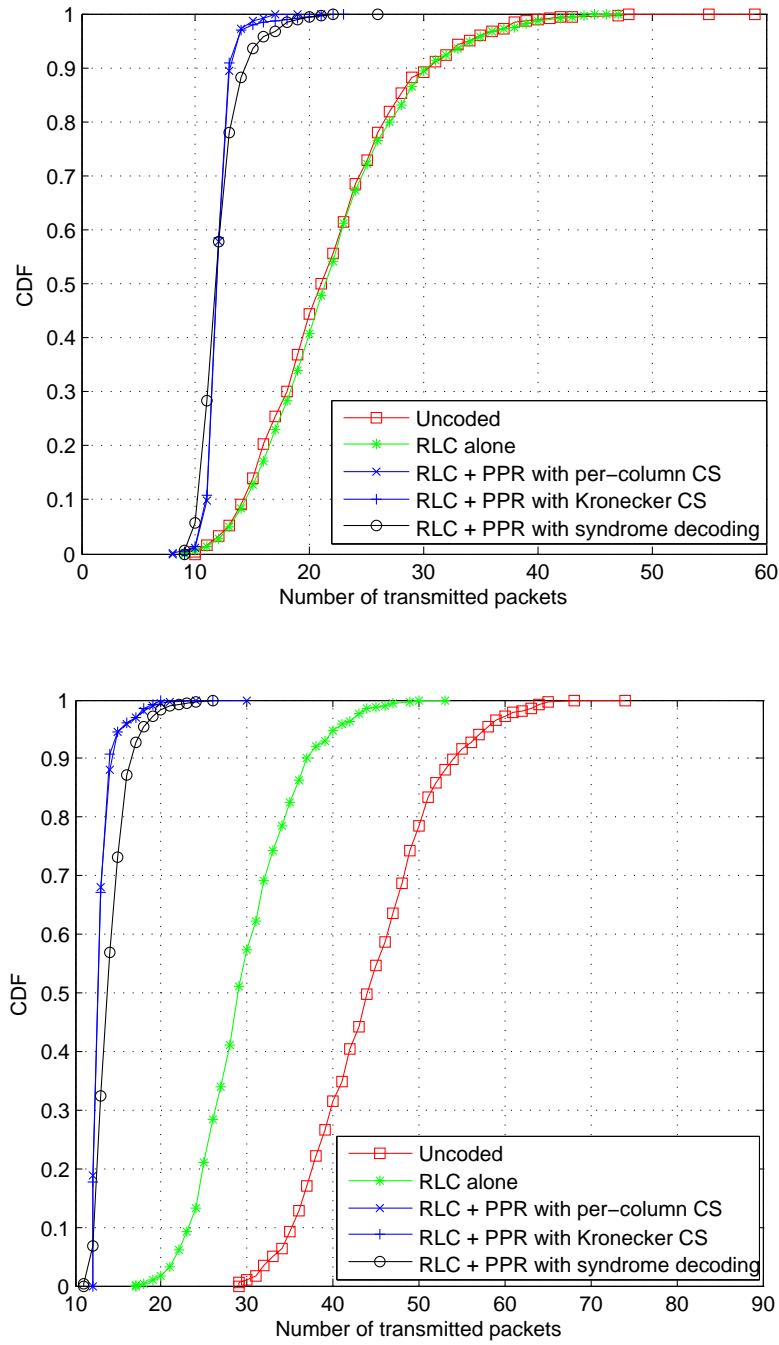 1
0.9
0.8
0.7
0.6
0.5
0.4
0.3
0.2
0.1
0
CDF
0 10 20 30 40 50 60
Number of transmitted packets
Uncoded
RLC alone
RLC + PPR with per−column CS
RLC + PPR with Kronecker CS
RLC + PPR with syndrome decoding
1
0.9
0.8
0.7
0.6
0.5
0.4
0.3
0.2
0.1
0
CDF
10 20 30 40 50 60 70 80 90
Number of transmitted packets
Uncoded
RLC alone
RLC + PPR with per−column CS
RLC + PPR with Kronecker CS
RLC + PPR with syndrome decoding